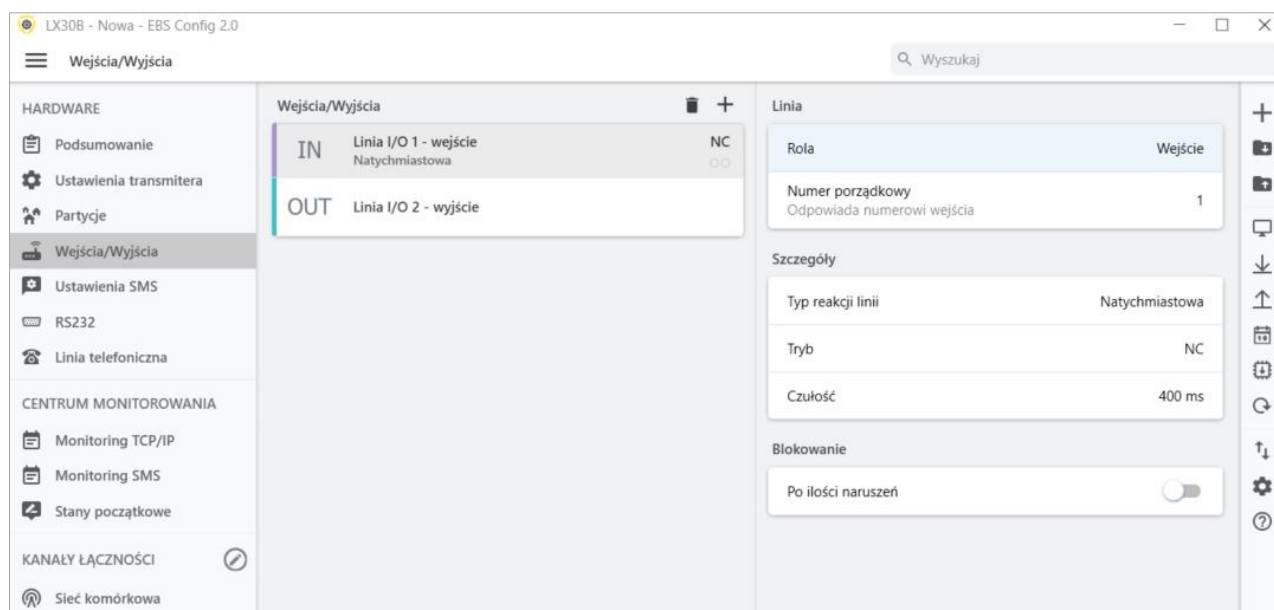 LX30B - Nowa - EBS Config 2.0
Wejścia/Wyjścia
Wyszukaj
HARDWARE
Podsumowanie
Ustawienia transmitera
Partycje
Wejścia/Wyjścia
Ustawienia SMS
RS232
Linia telefoniczna
CENTRUM MONITOROWANIA
Monitoring TCP/IP
Monitoring SMS
Stany początkowe
KANAŁY ŁĄCZNOŚCI
Sieć komórkowa
Wejścia/Wyjścia
IN
Linia I/O 1 - wejście
Natychmiastowa
NC
OUT
Linia I/O 2 - wyjście
Linia
Rola
Wejście
Numer porządkowy
Odpowiada numerowi wejścia
1
Szczegóły
Typ reakcji linii
Natychmiastowa
Tryb
NC
Czułość
400 ms
Blokowanie
Po ilości naruszeń